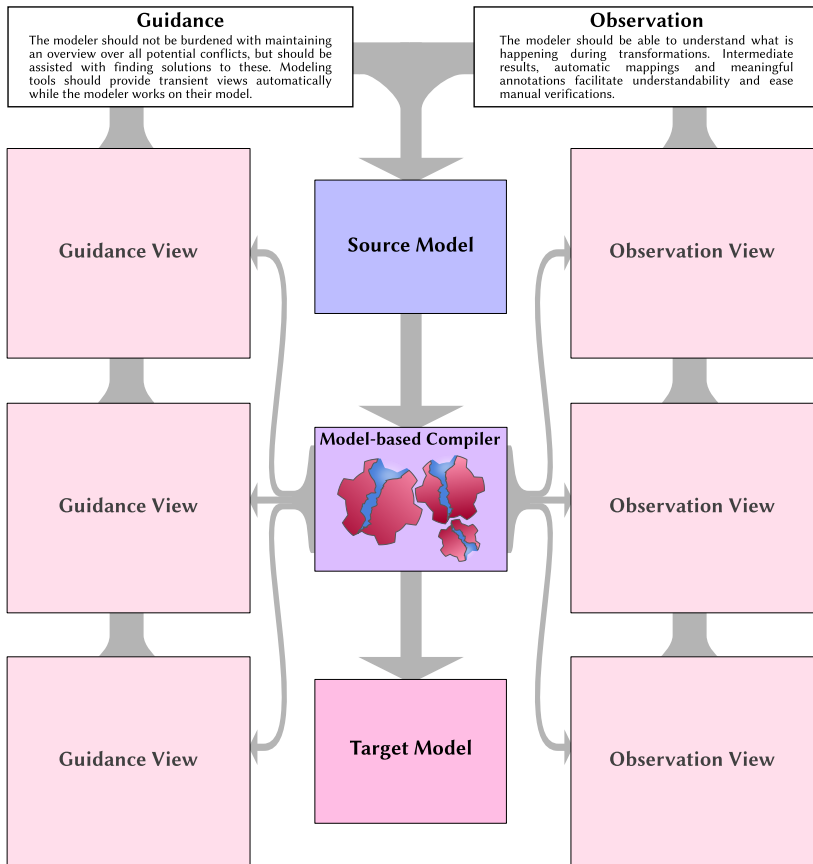 Guidance
The modeler should not be burdened with maintaining
an overview over all potential conflicts, but should be
assisted with finding solutions to these. Modeling
tools should provide transient views automatically
while the modeler works on their model.
Observation
The modeler should be able to understand what is
happening during transformations. Intermediate
results, automatic mappings and meaningful
annotations facilitate understandability and ease
manual verifications.
Guidance View
Source Model
Observation View
Model-based Compiler
Guidance View
Observation View
Guidance View
Target Model
Observation View